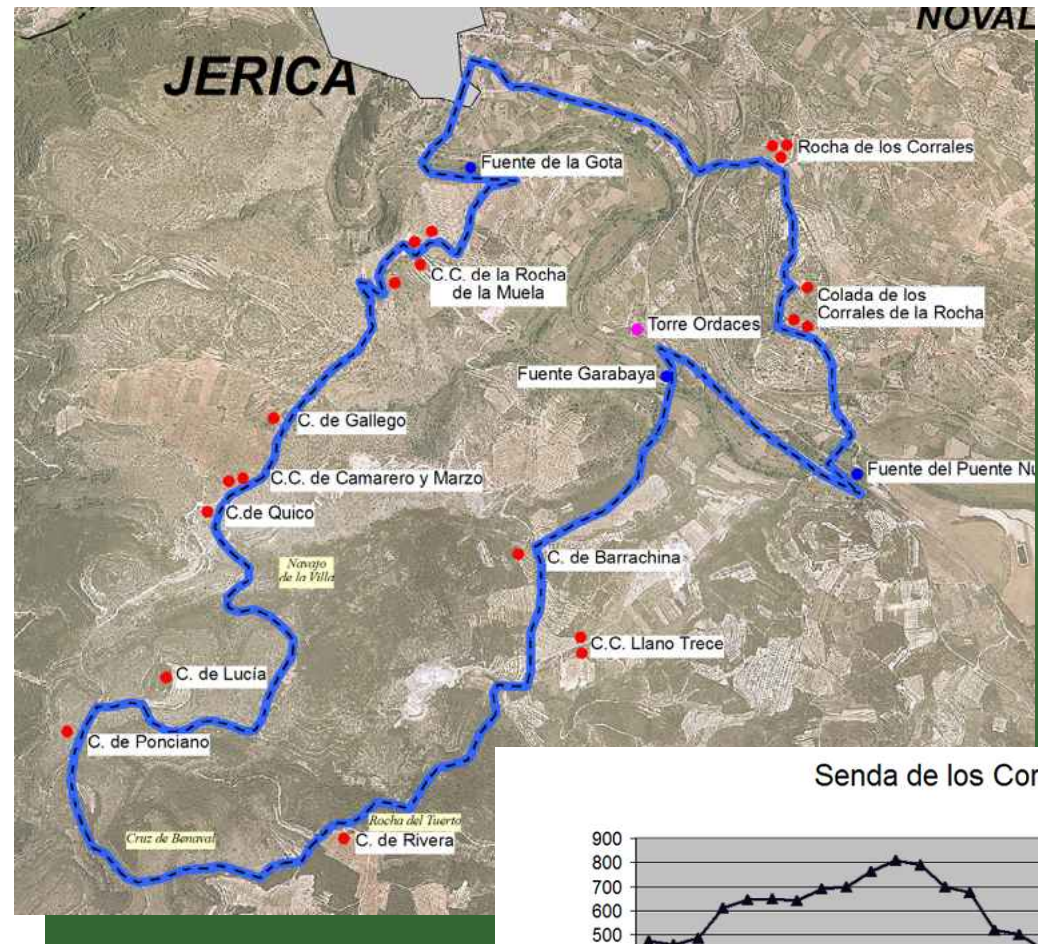 NOVAL
JERICA
Rocha de los Corrales
Fuente de la Gota
C.C. de la Rocha
de la Muela
Colada de los
Corrales de la Rocha
Torre Ordaces
Fuente Garabaya
C. de Gallego
C.C. de Camarero y Marzo
Fuente del Puente Nu
C.de Quico
C. de Barrachina
Navajo
de la Villa
C.C. Llano Trece
C. de Lucía
C. de Ponciano
Rocha del Tuerto
Cruz de Benaval
C. de Rivera
Senda de los Cor
900
800
700
600
500